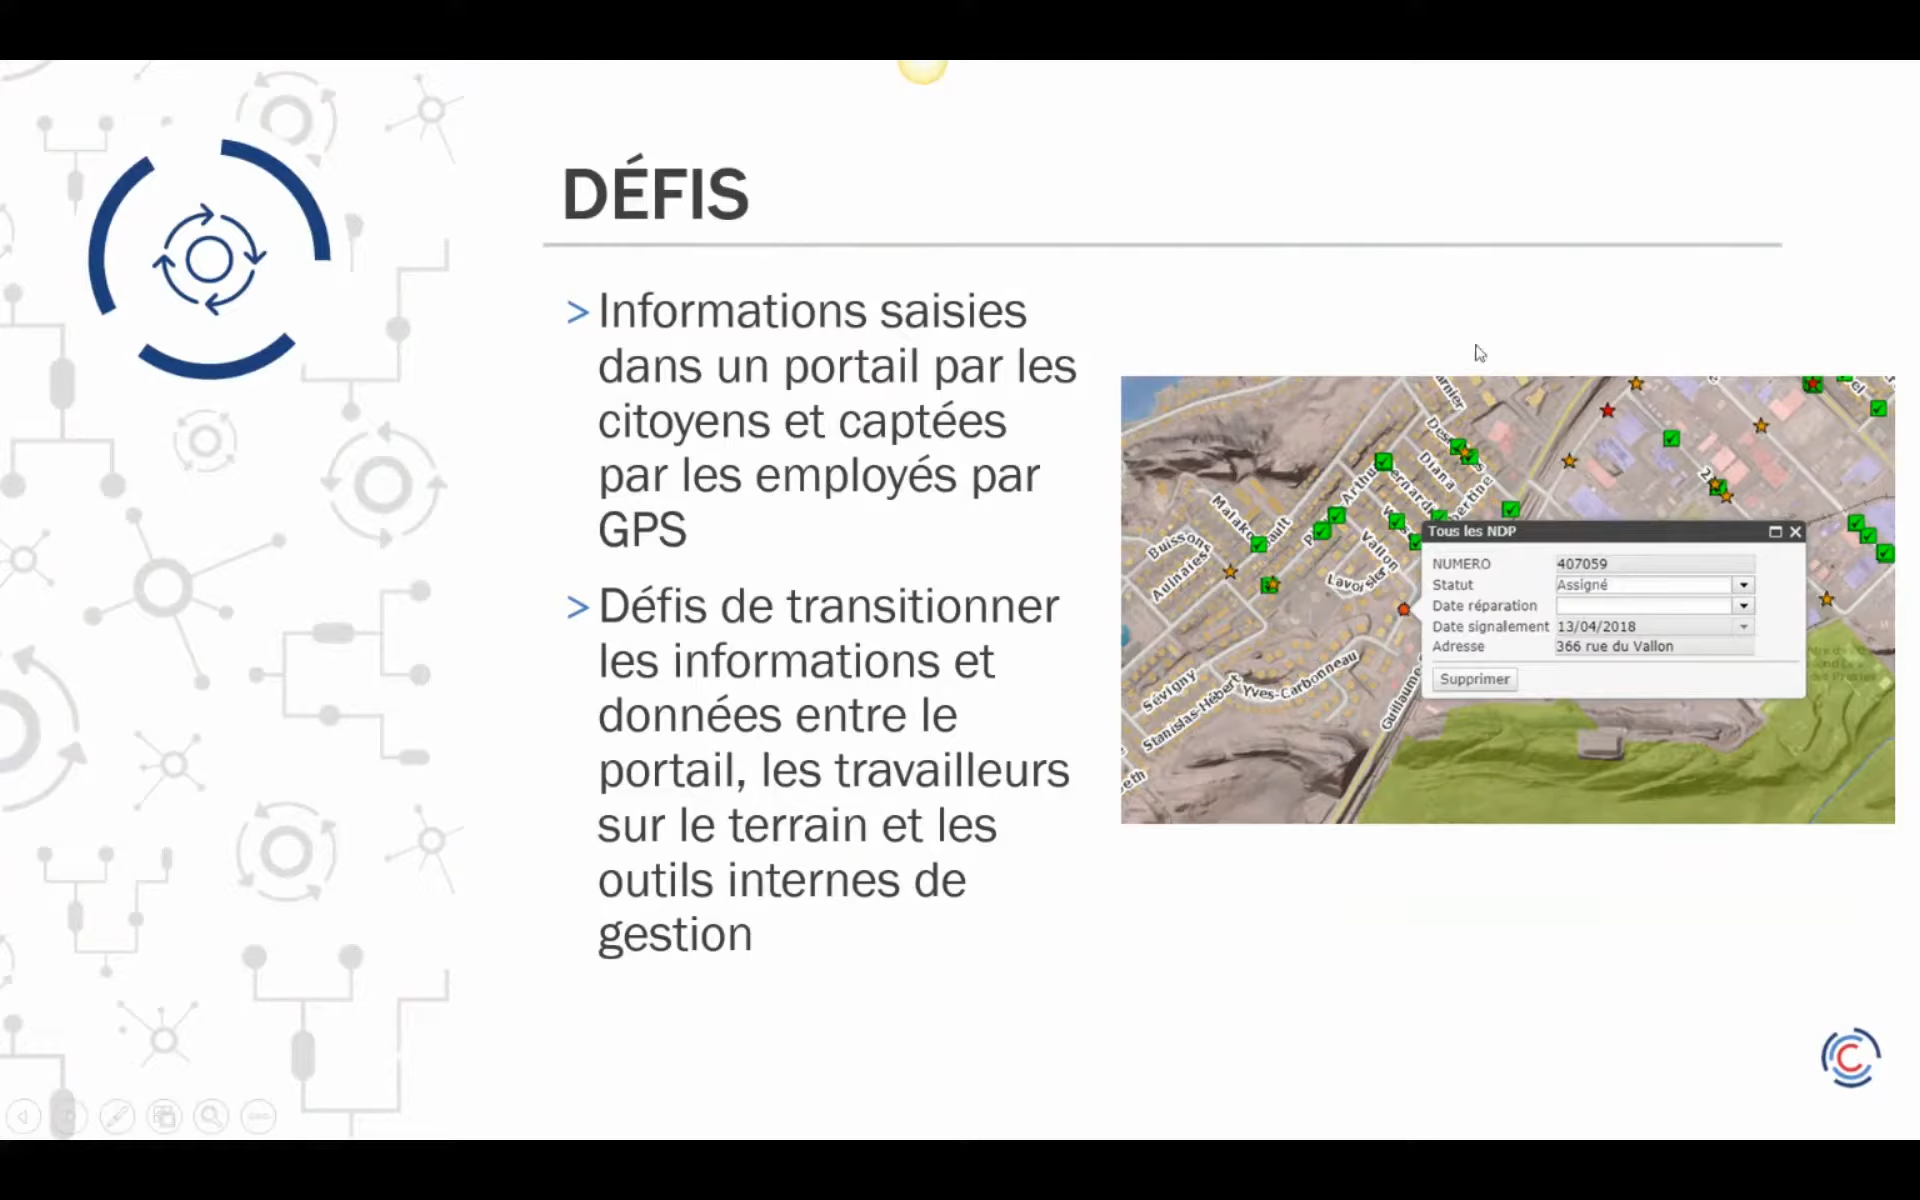 DÉFIS
> Informations saisies
dans un portail par les
citoyens et captées
par les employés par
GPS
> Défis de transitionner
les informations et
données entre le
portail, les travailleurs
sur le terrain et les
outils internes de
gestion
Tous les NDP
NUMERO 407059
Statut Assigné
Date réparation
Date signalement 13/04/2018
Adresse 366 rue du Vallon
Supprimer
Buissons
Aulnaies
Diana
Vallon
Lavoisier
Sévigny
Stanislas-Hébert
Yves-Carbonneau
Guillaume
C